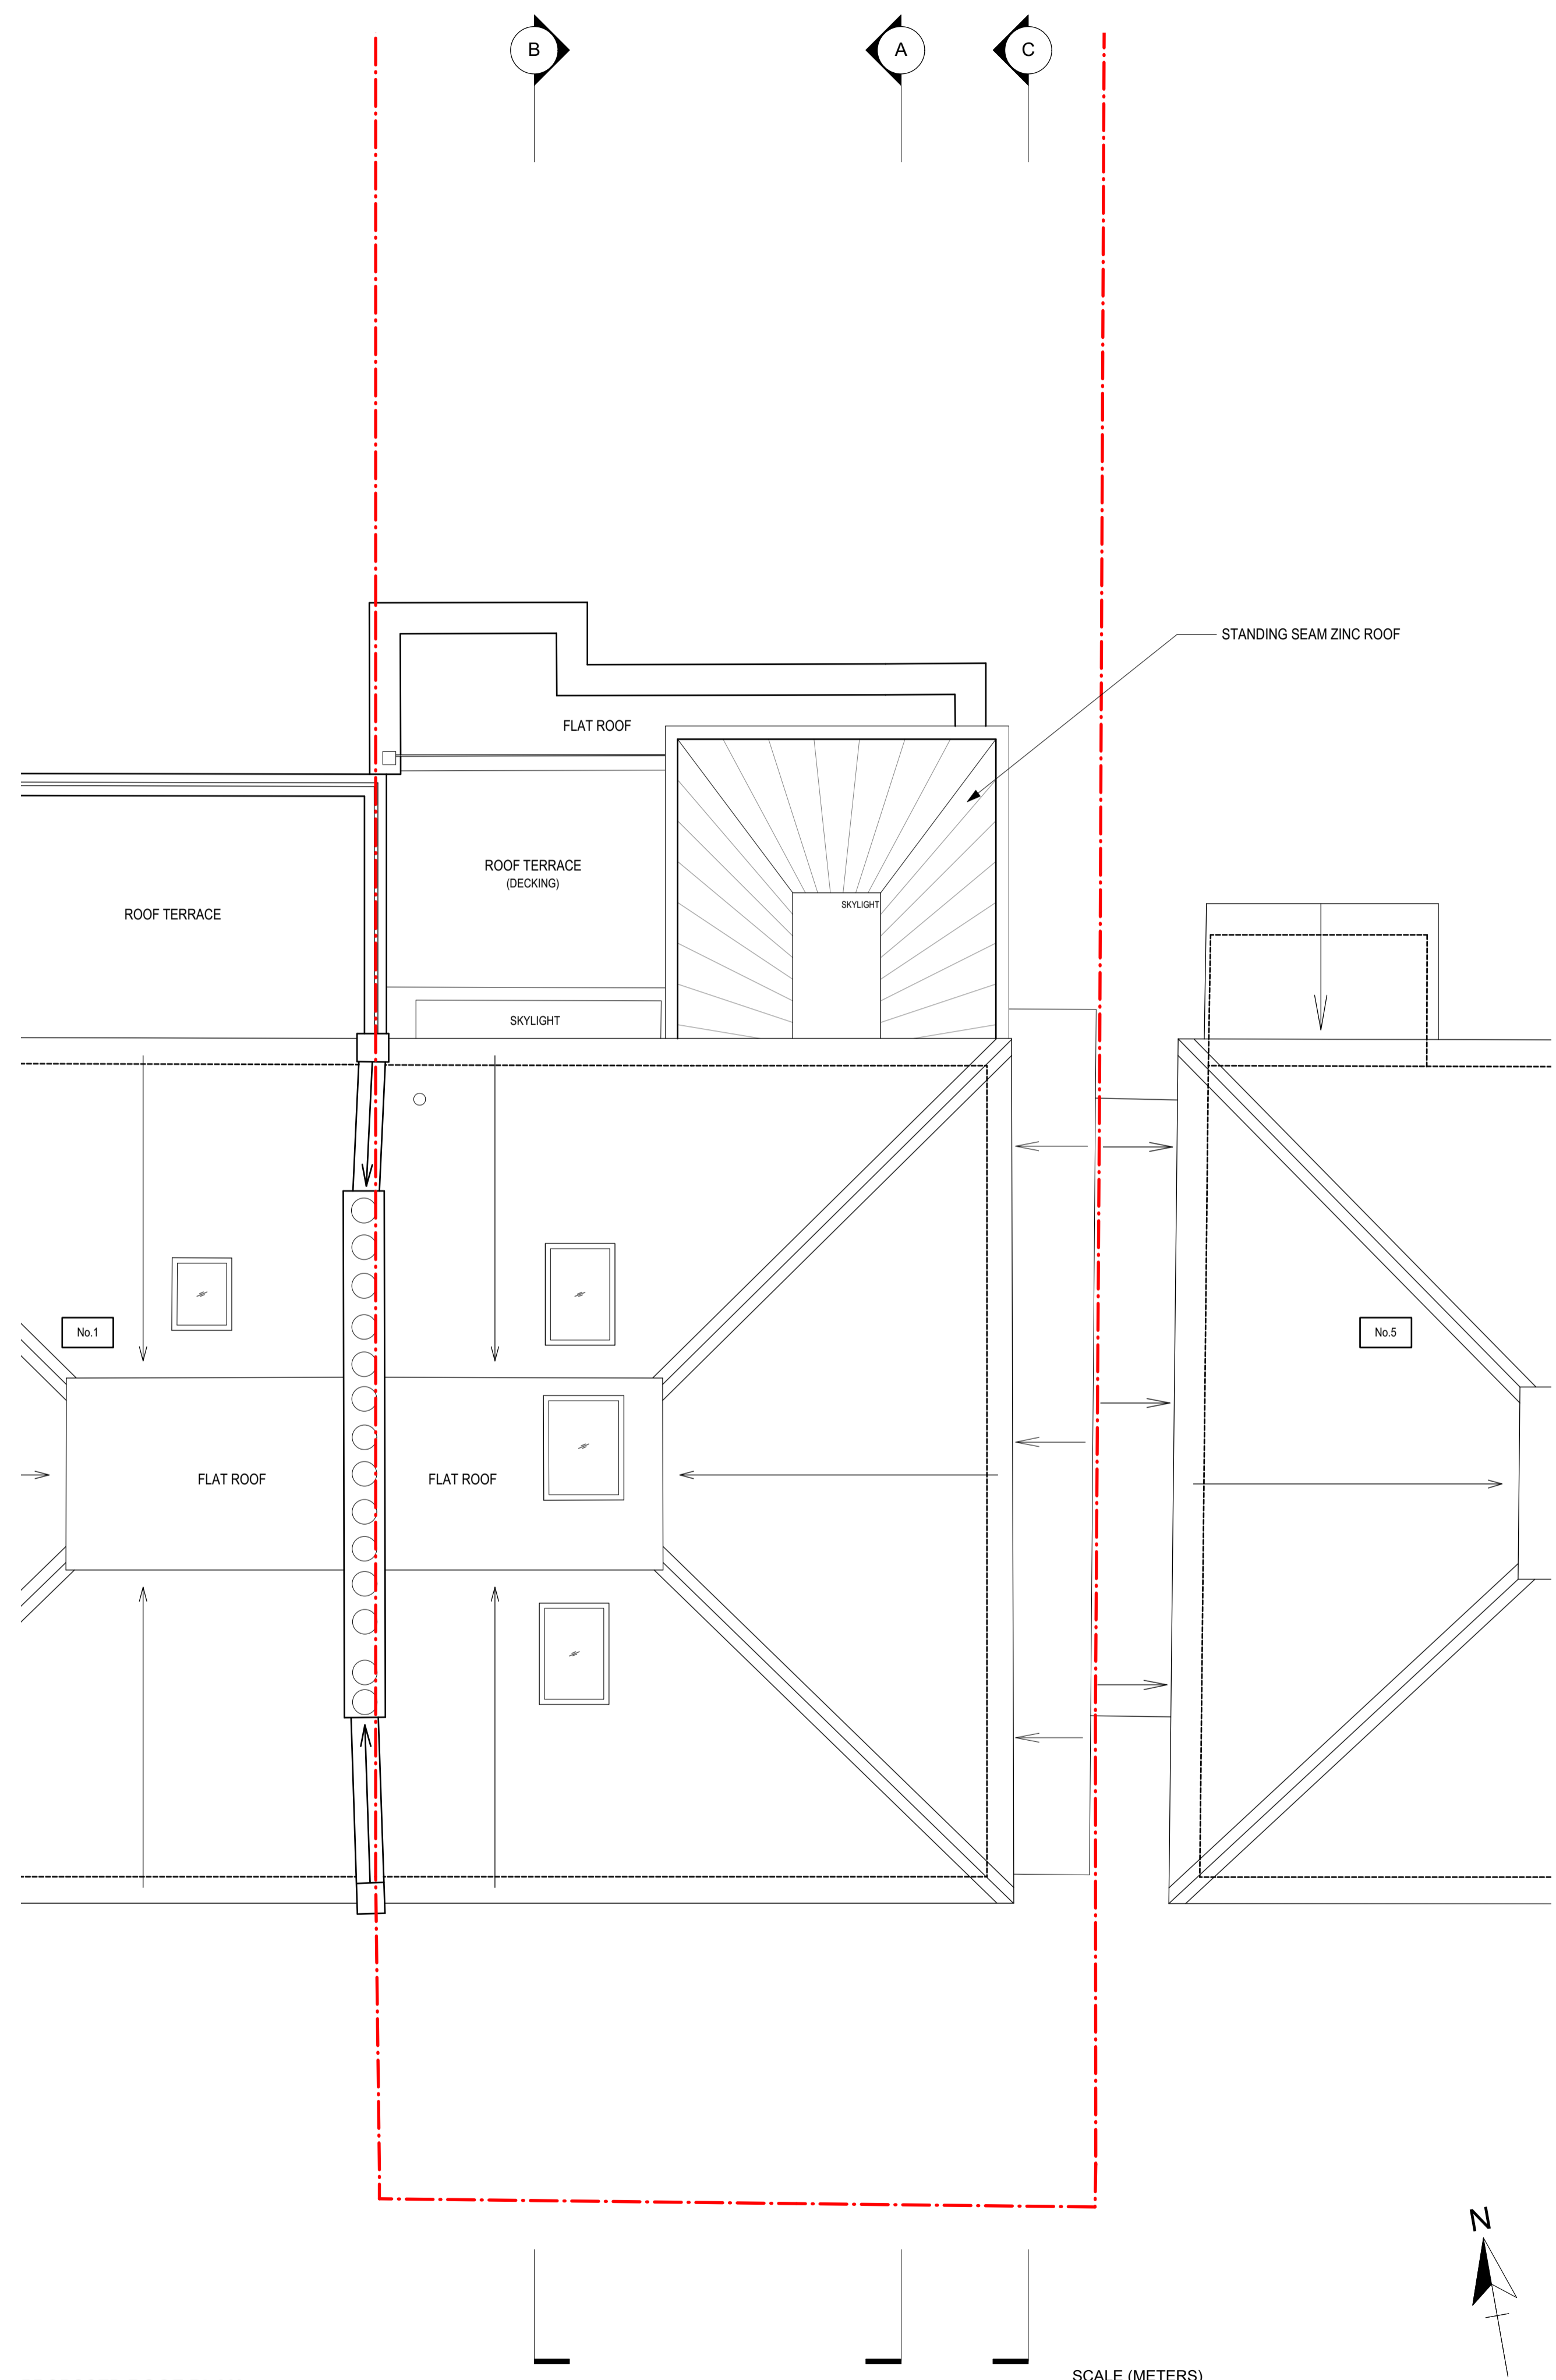 B
A
C
STANDING SEAM ZINC ROOF
FLAT ROOF
ROOF TERRACE
(DECKING)
SKYLIGHT
ROOF TERRACE
SKYLIGHT
No.1
No.5
FLAT ROOF
FLAT ROOF
N
SCALE (METERS)